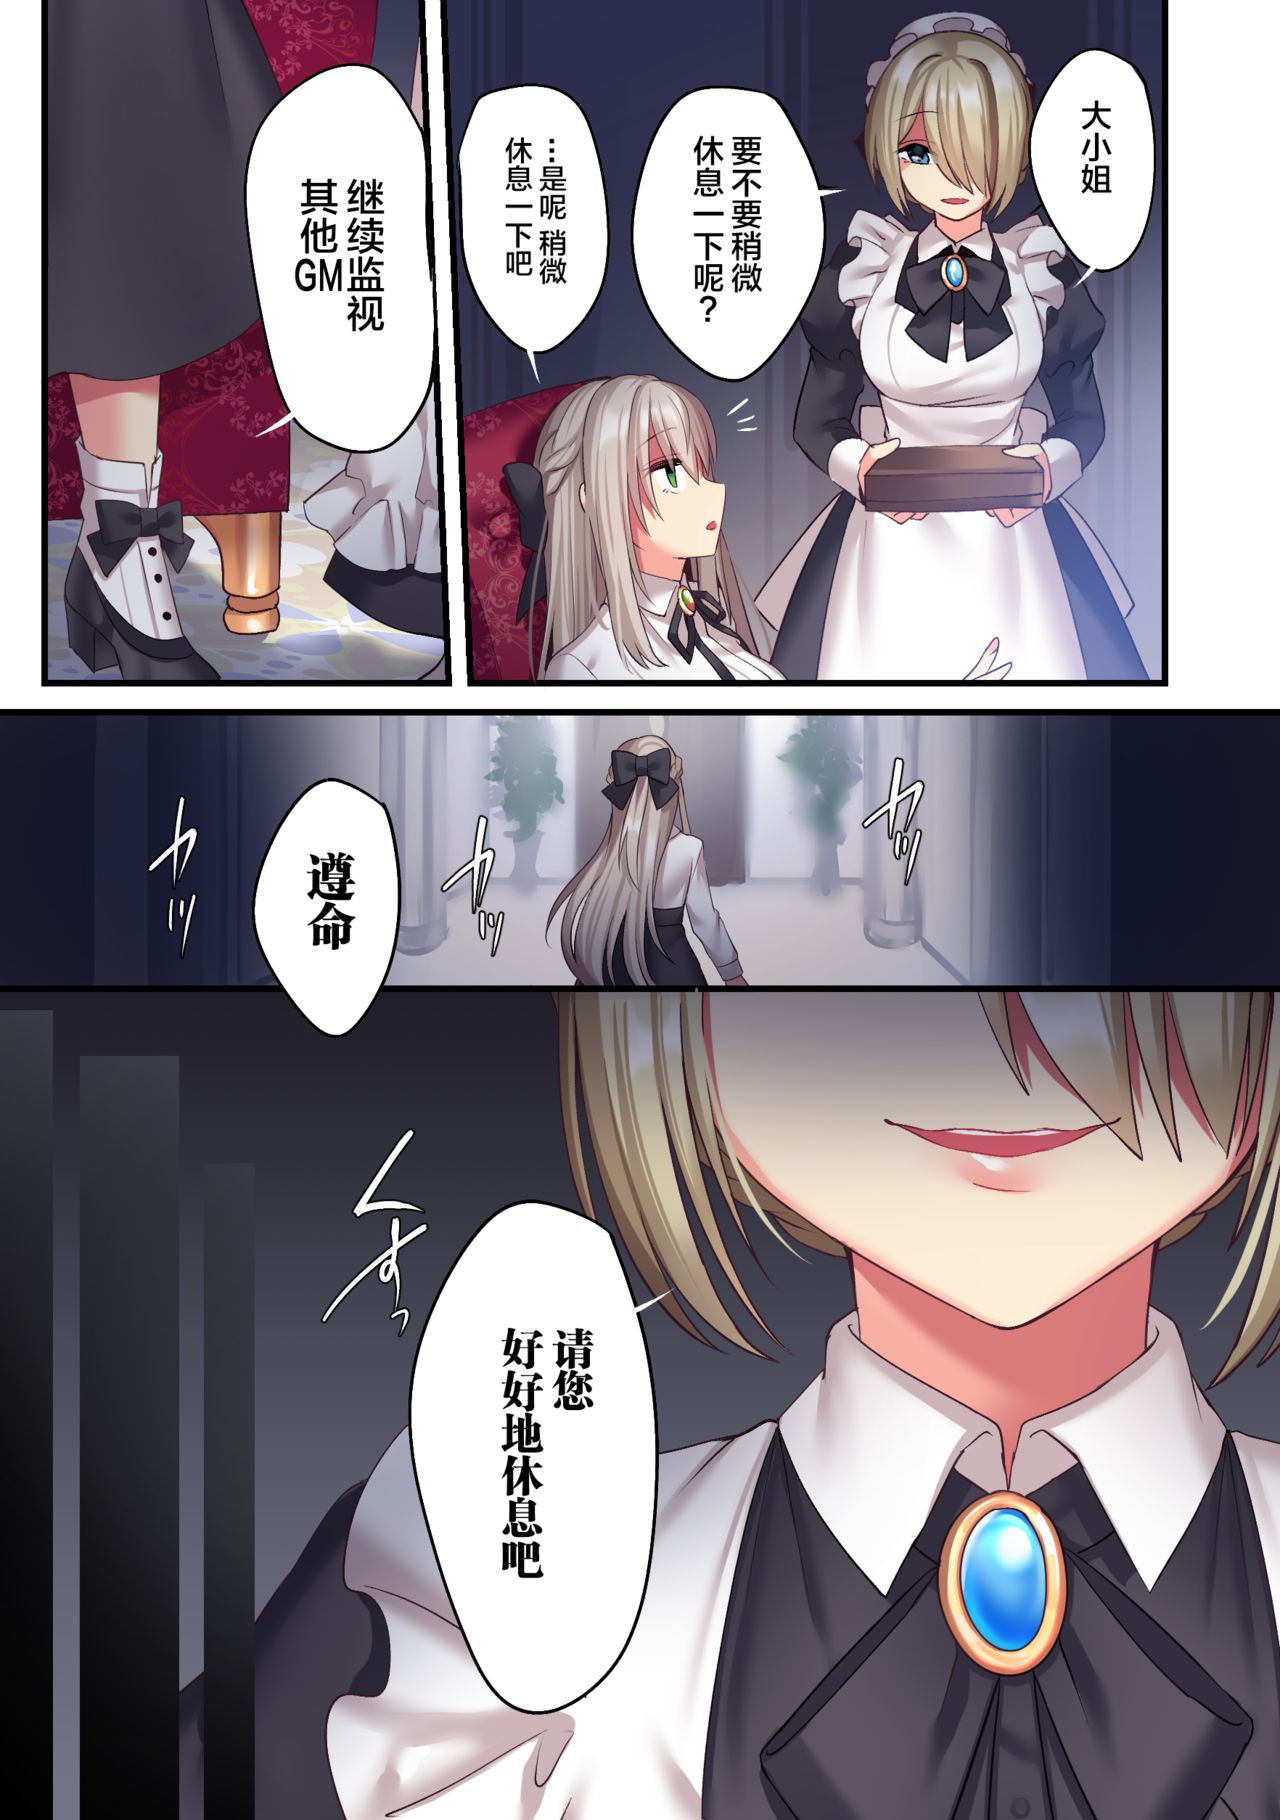 大小姐
要不要稍微
休息一下呢？
…是呢 稍微
休息一下吧
继续监视
其他GM
カッ
カッ
カッ
遵命
くすっ
请您
好好地休息吧